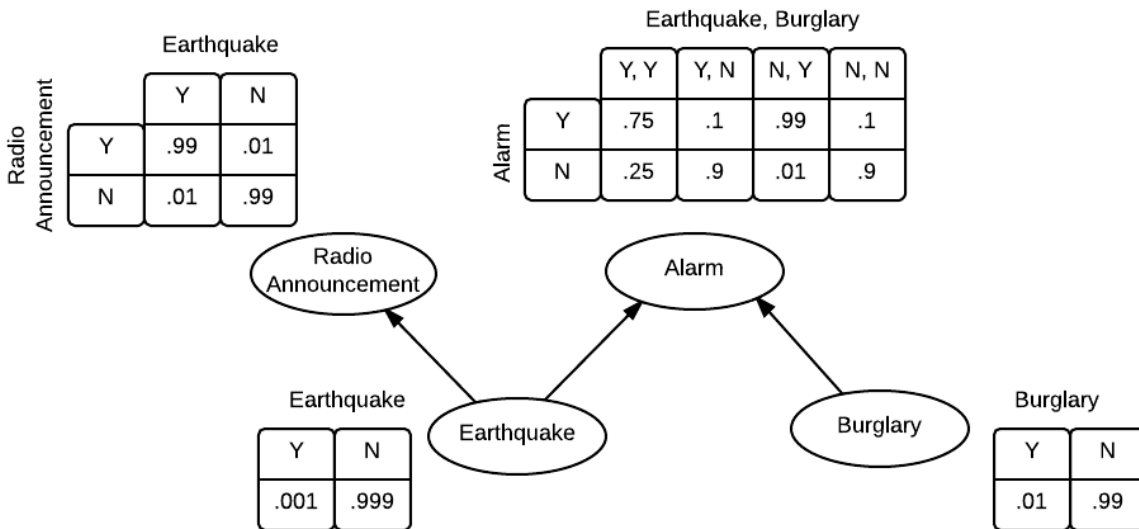 Earthquake
Y N
Radio
Announcement
Y .99 .01
N .01 .99
Earthquake, Burglary
Y, Y Y, N N, Y N, N
Alarm
Y .75 .1 .99 .1
N .25 .9 .01 .9
Radio
Announcement
Alarm
Earthquake
Y N
.001 .999
Earthquake
Burglary
Burglary
Y N
.01 .99